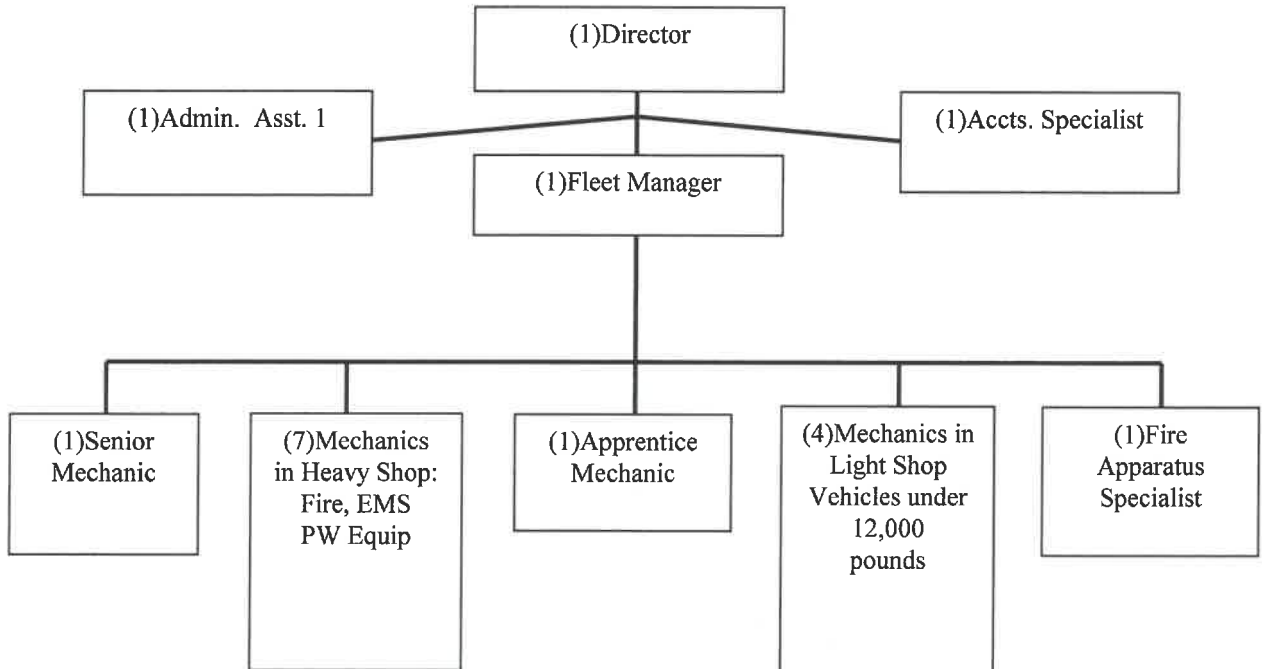 (1)Director
(1)Admin. Asst. 1
(1)Accts. Specialist
(1)Fleet Manager
(1)Senior
Mechanic
(7)Mechanics
in Heavy Shop:
Fire, EMS
PW Equip
(1)Apprentice
Mechanic
(4)Mechanics in
Light Shop
Vehicles under
12,000
pounds
(1)Fire
Apparatus
Specialist